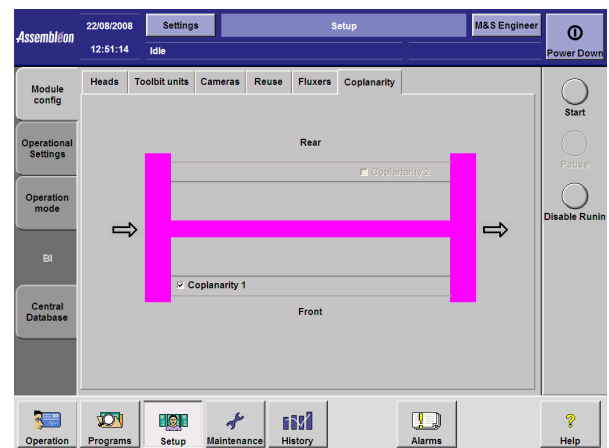 Assembléon
22/08/2008
Settings
Setup
M&S Engineer
12:51:14
Idle
Power Down
Module
config
Heads
Toolbit units
Cameras
Reuse
Fluxers
Coplanarity
Start
Operational
Settings
Rear
Coplanarity 2
Pause
Operation
mode
Disable Runin
BI
Coplanarity 1
Central
Database
Front
Operation
Programs
Setup
Maintenance
History
Alarms
Help